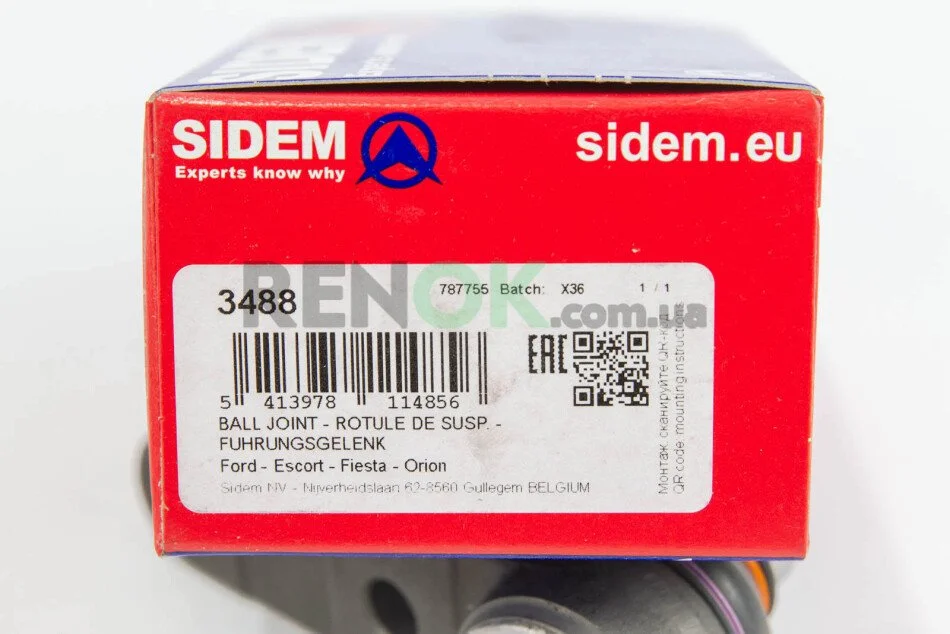 SIDEM
SIDEM
Experts know why
sidem.eu
RENOK.com.ua
3488
787755 Batch: X36 1 / 1
EAC
5 413978 114856
BALL JOINT - ROTULE DE SUSP. -
FUHRUNGSGELENK
Ford - Escort - Fiesta - Orion
Sidem NV - Nijverheidslaan 62-8560 Gullegem BELGIUM
Монтаж: сканируйте QR-код
QR code: mounting instructions